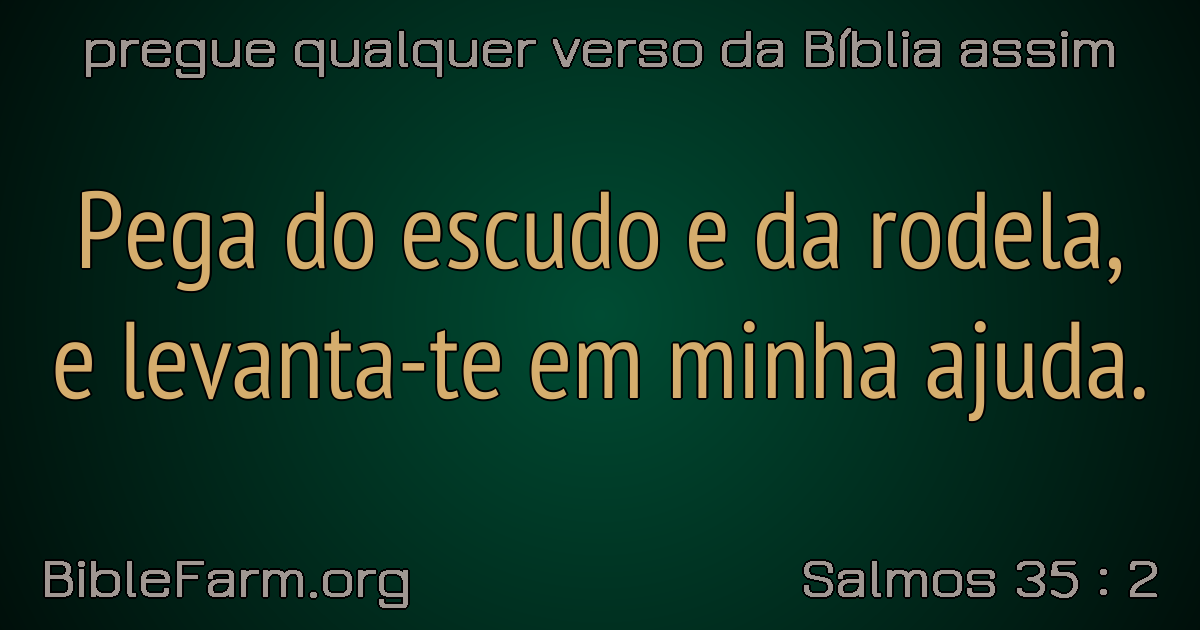 pregue qualquer verso da Bíblia assim
Pega do escudo e da rodela,
e levanta-te em minha ajuda.
BibleFarm.org
Salmos 35 : 2